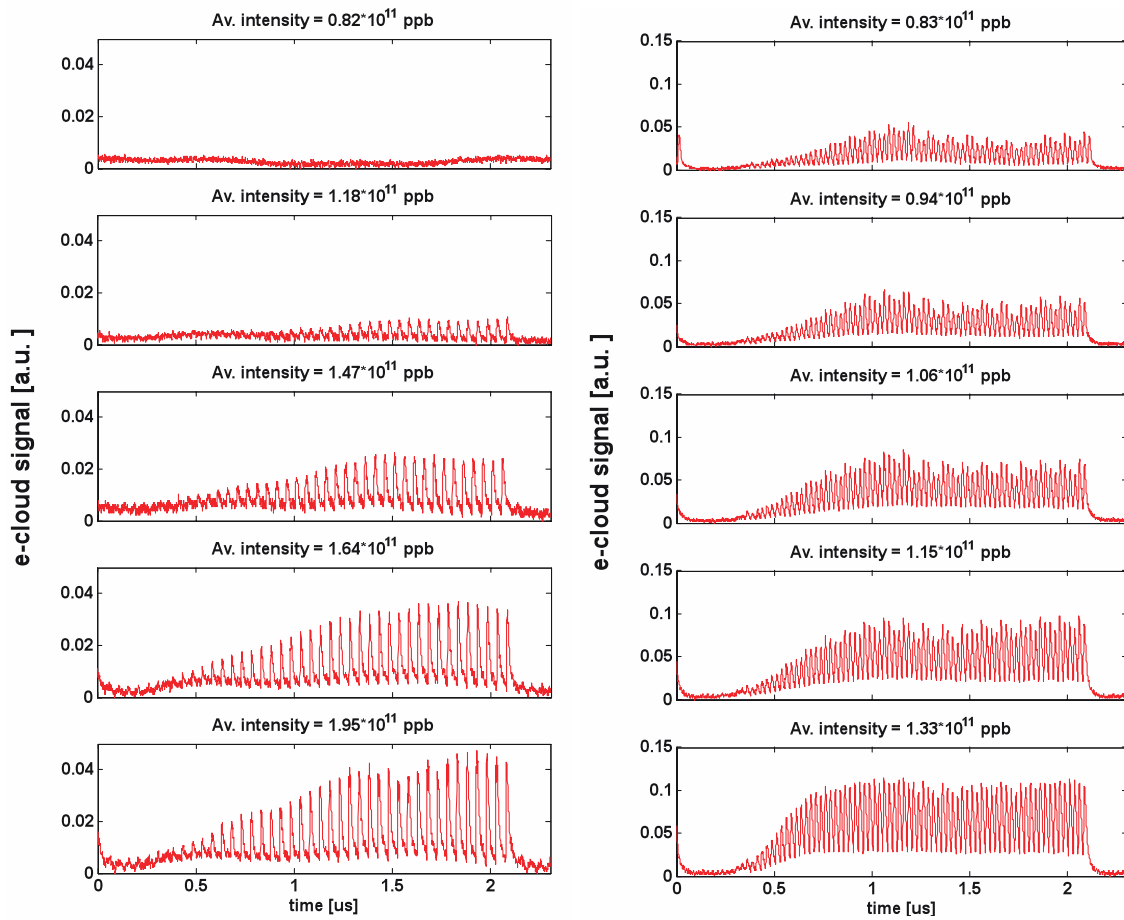 Av. intensity = 0.82*10^11 ppb
0.04
0.02
0
Av. intensity = 1.18*10^11 ppb
0.04
0.02
0
Av. intensity = 1.47*10^11 ppb
0.04
0.02
0
Av. intensity = 1.64*10^11 ppb
0.04
0.02
0
Av. intensity = 1.95*10^11 ppb
0.04
0.02
0
0 0.5 1 1.5 2
time [us]
e-cloud signal [a.u.]
Av. intensity = 0.83*10^11 ppb
0.15
0.1
0.05
0
Av. intensity = 0.94*10^11 ppb
0.15
0.1
0.05
0
Av. intensity = 1.06*10^11 ppb
0.15
0.1
0.05
0
Av. intensity = 1.15*10^11 ppb
0.15
0.1
0.05
0
Av. intensity = 1.33*10^11 ppb
0.15
0.1
0.05
0
0 0.5 1 1.5 2
time [us]
e-cloud signal [a.u.]